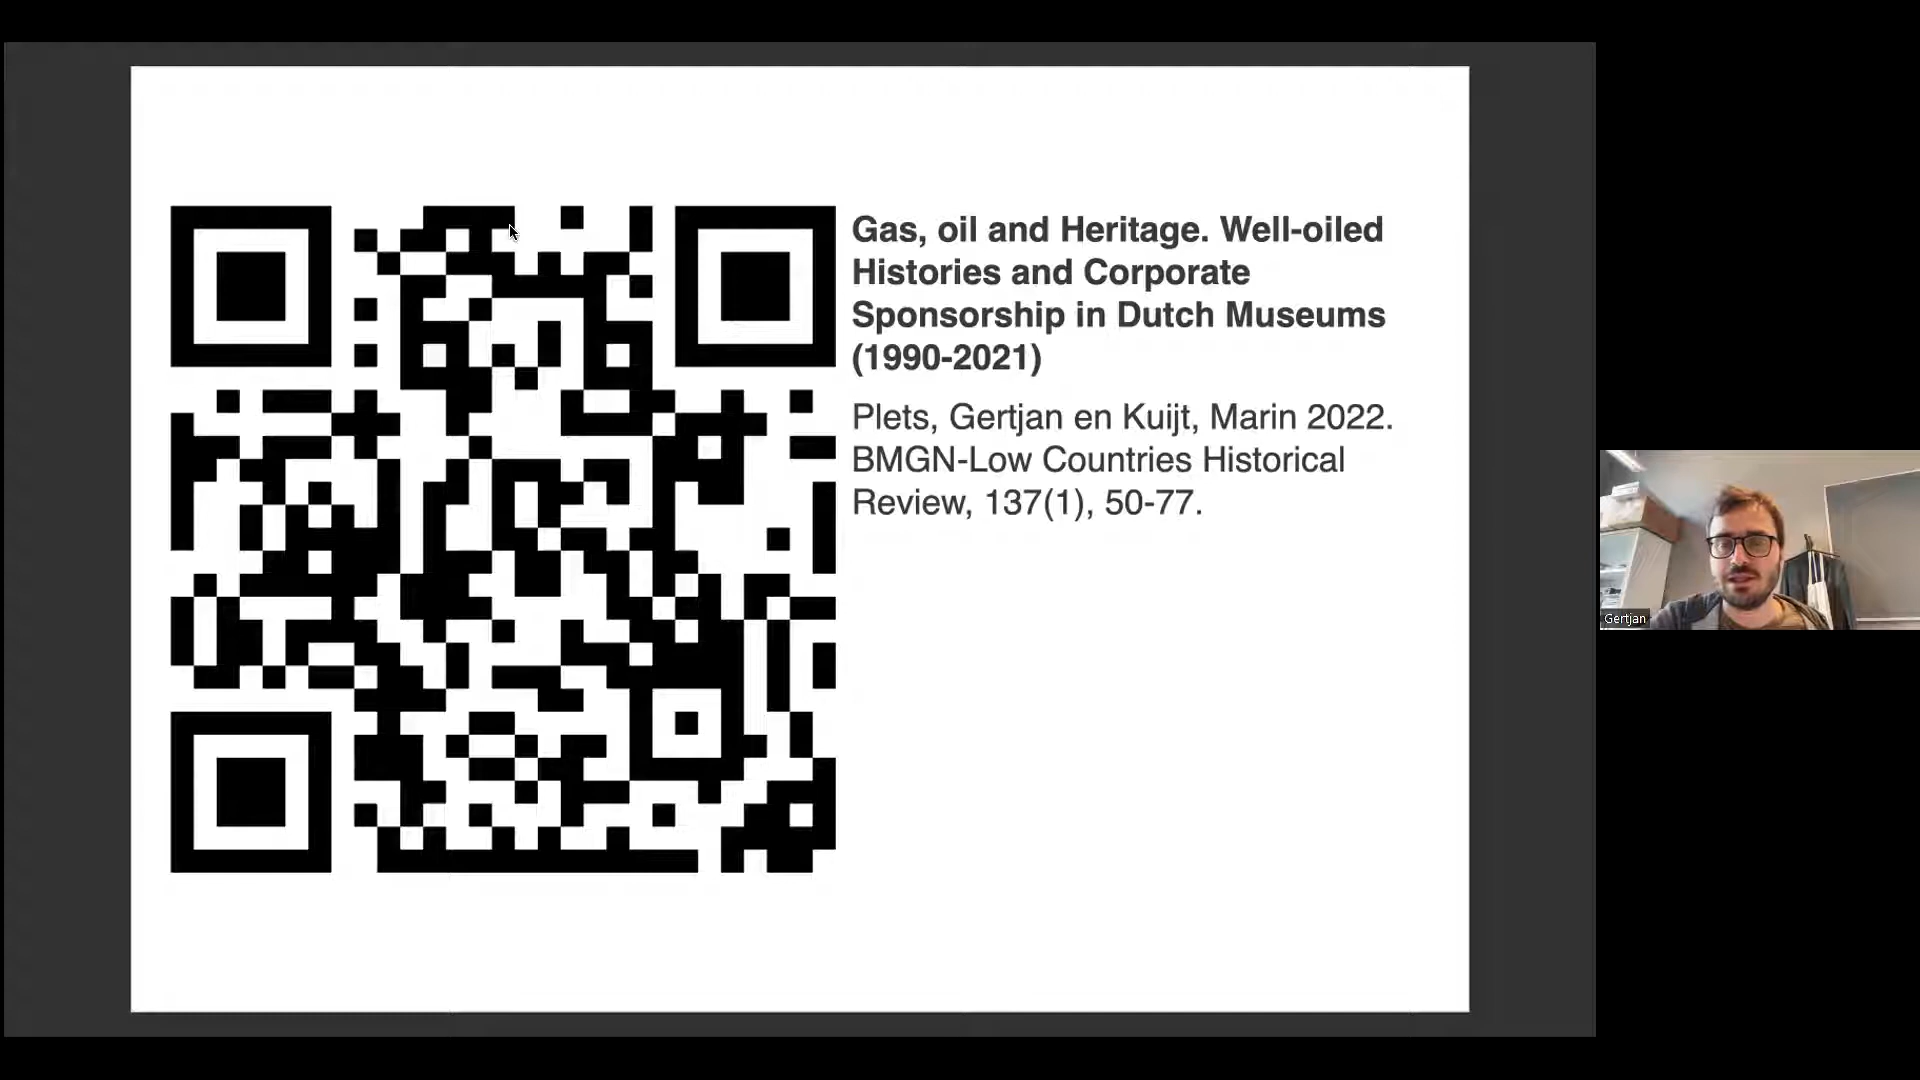 Gas, oil and Heritage. Well-oiled
Histories and Corporate
Sponsorship in Dutch Museums
(1990-2021)
Plets, Gertjan en Kuijt, Marin 2022.
BMGN-Low Countries Historical
Review, 137(1), 50-77.
Gertjan